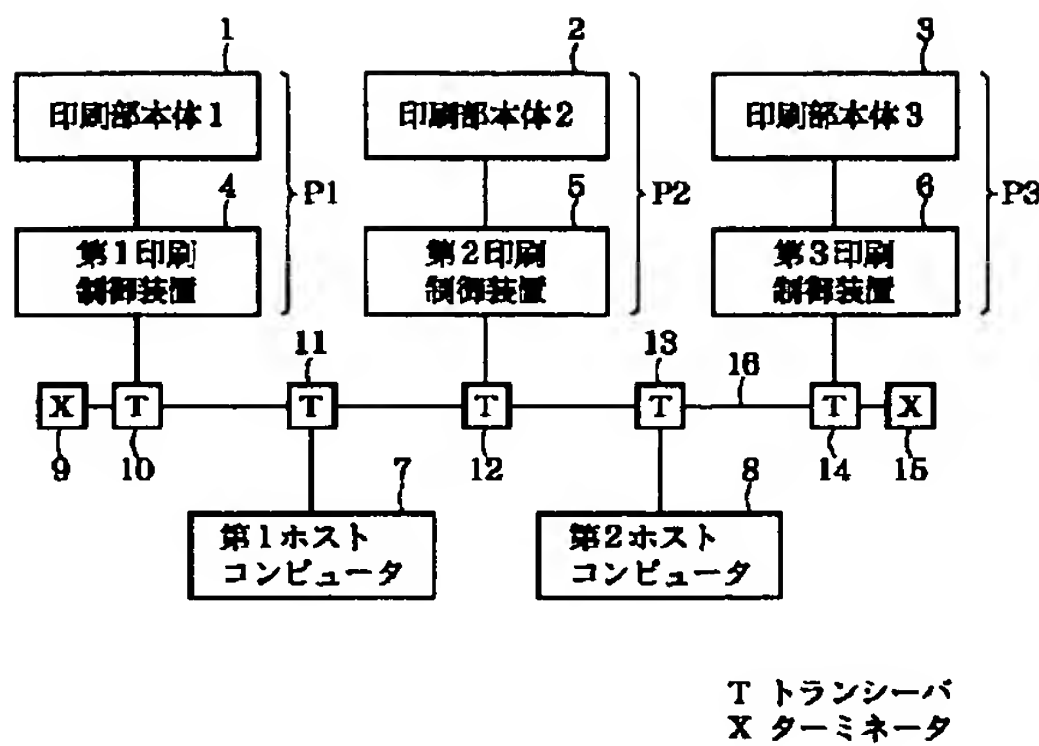 1 2 3
印刷部本体1 印刷部本体2 印刷部本体3
4 P1 5 P2 6 P3
第1印刷
制御装置
第2印刷
制御装置
第3印刷
制御装置
11 13 16
X T T T T T X
9 10 12 14 15
7 8
第1ホスト
コンピュータ
第2ホスト
コンピュータ
T トランシーバ
X ターミネータ